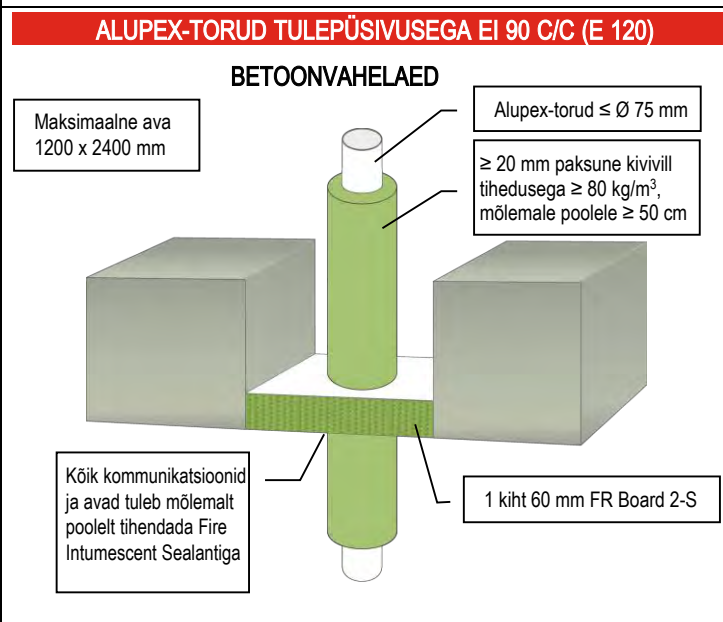 ALUPEX-TORUD TULEPÜSIVUSEGA EI 90 C/C (E 120)
BETOONVAHELAED
Maksimaalne ava
1200 x 2400 mm
Alupex-torud ≤ Ø 75 mm
≥ 20 mm paksune kivivill
tihedusega ≥ 80 kg/m³,
mõlemale poolele ≥ 50 cm
Kõik kommunikatsioonid
ja avad tuleb mõlemalt
poolelt tihendada Fire
Intumescent Sealantiga
1 kiht 60 mm FR Board 2-S